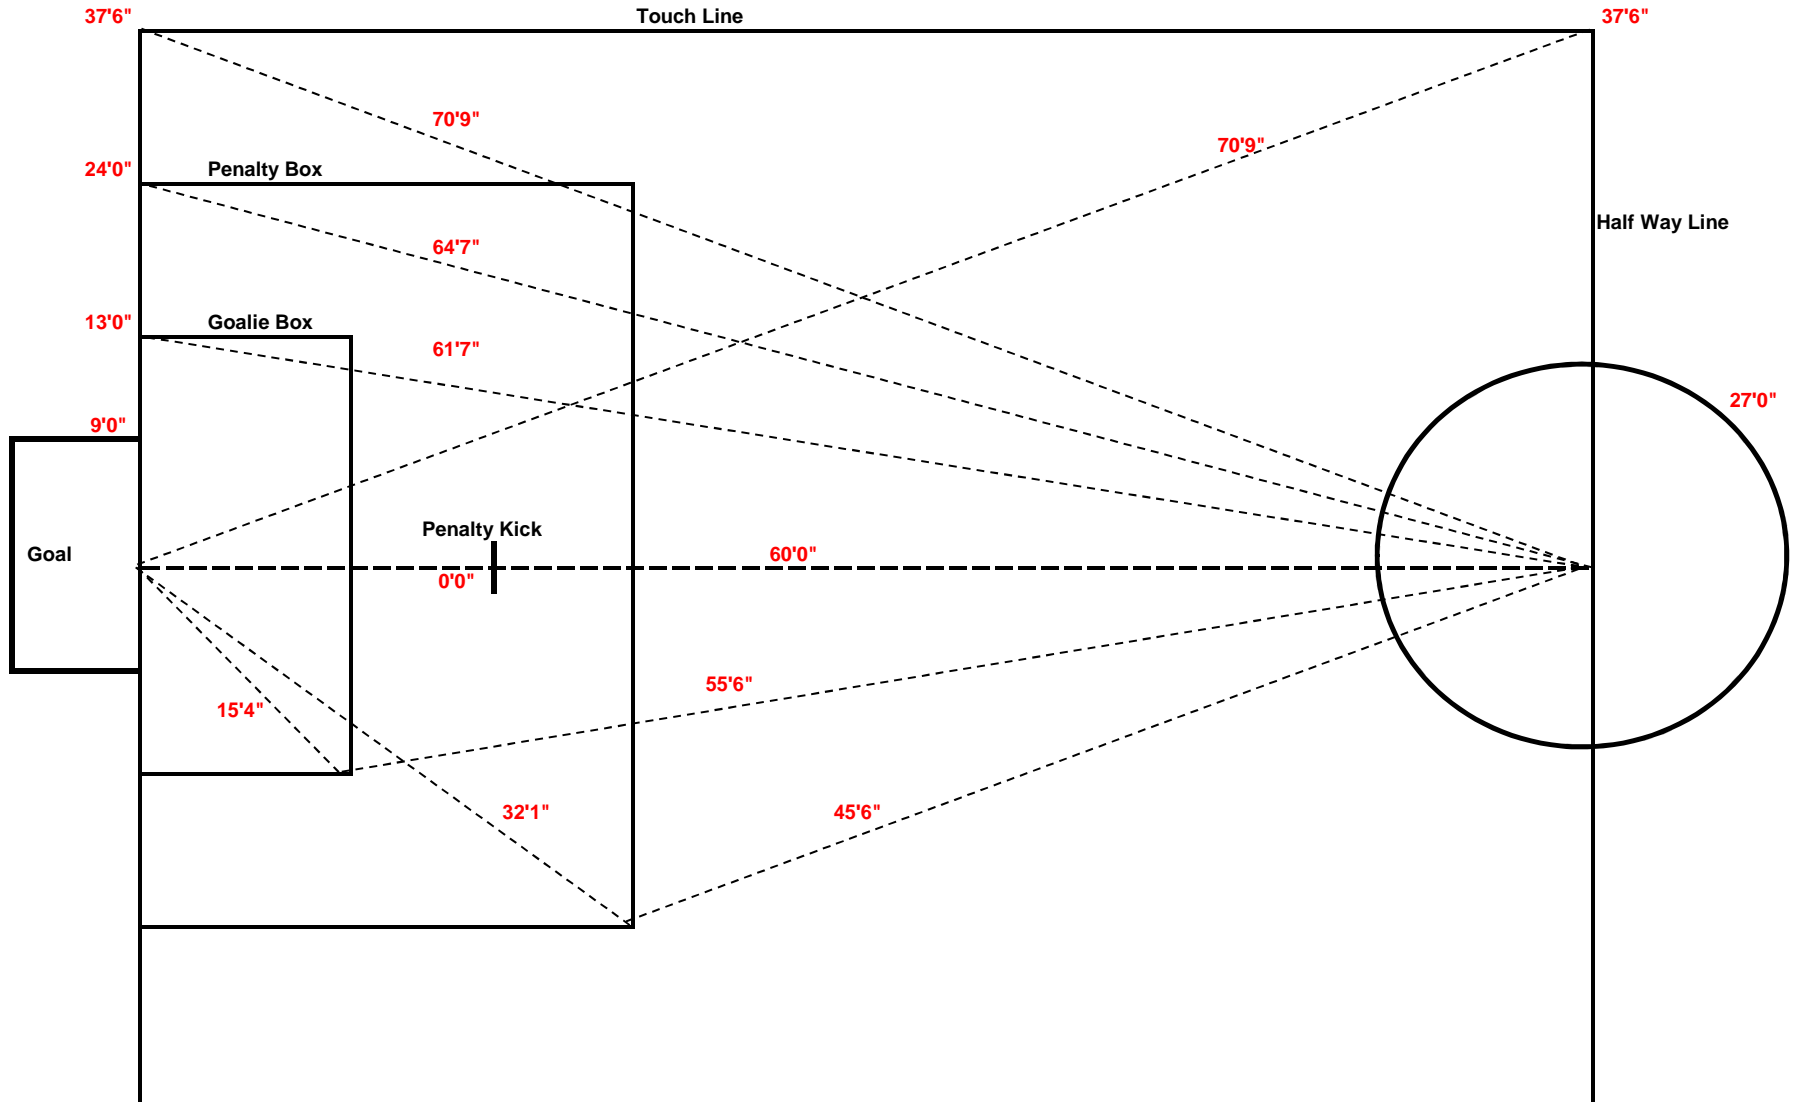 37'6"
Touch Line
37'6"
70'9"
70'9"
24'0"
Penalty Box
Half Way Line
64'7"
13'0"
Goalie Box
61'7"
27'0"
9'0"
Penalty Kick
Goal
60'0"
0'0"
55'6"
15'4"
32'1"
45'6"